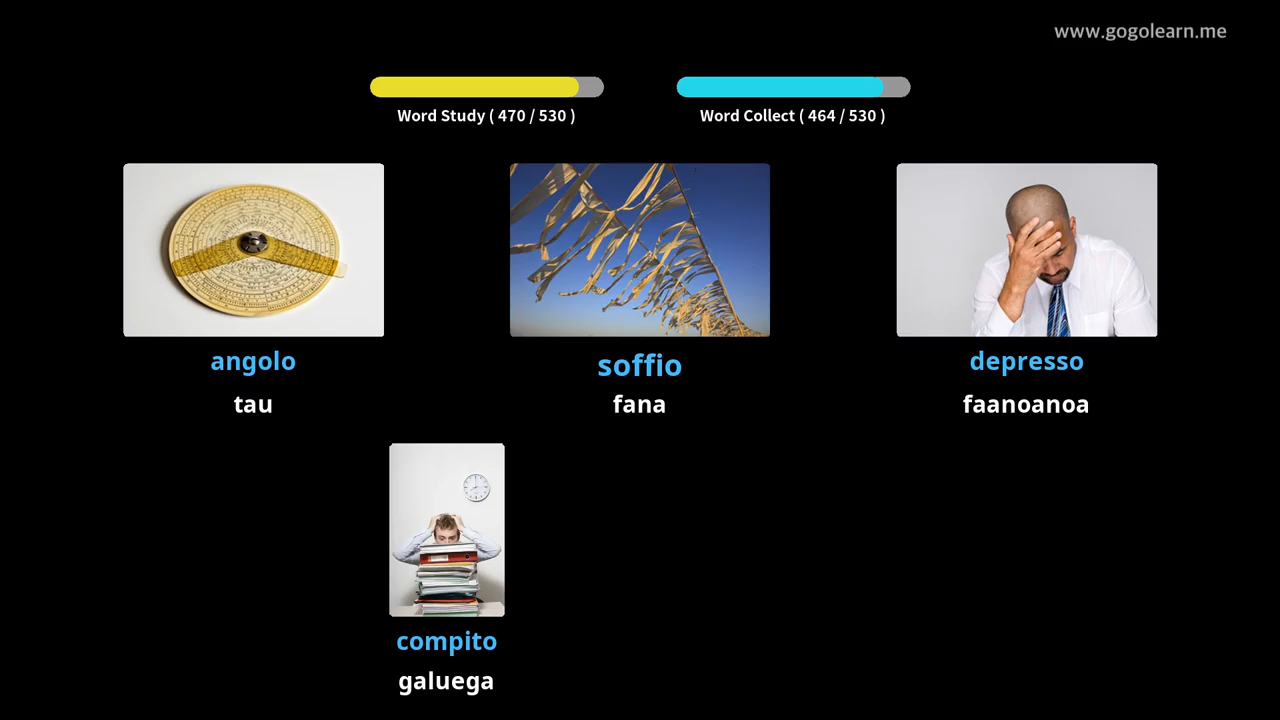 www.gogolearn.me
Word Study ( 470 / 530 )
Word Collect ( 464 / 530 )
angolo
tau
soffio
fana
depresso
faanoanoa
compito
galuega